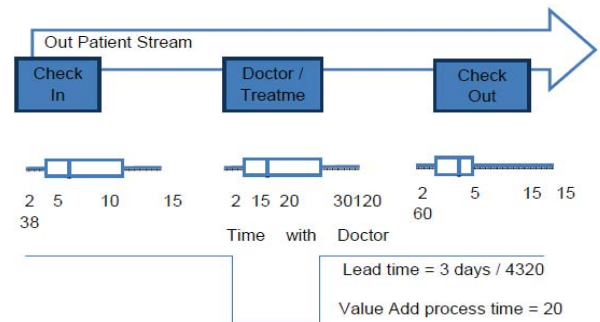 Out Patient Stream
Check
In
Doctor /
Treatme
Check
Out
2 5 10 15
38
2 15 20 30120
2 5 15 15
60
Time with Doctor
Lead time = 3 days / 4320
Value Add process time = 20